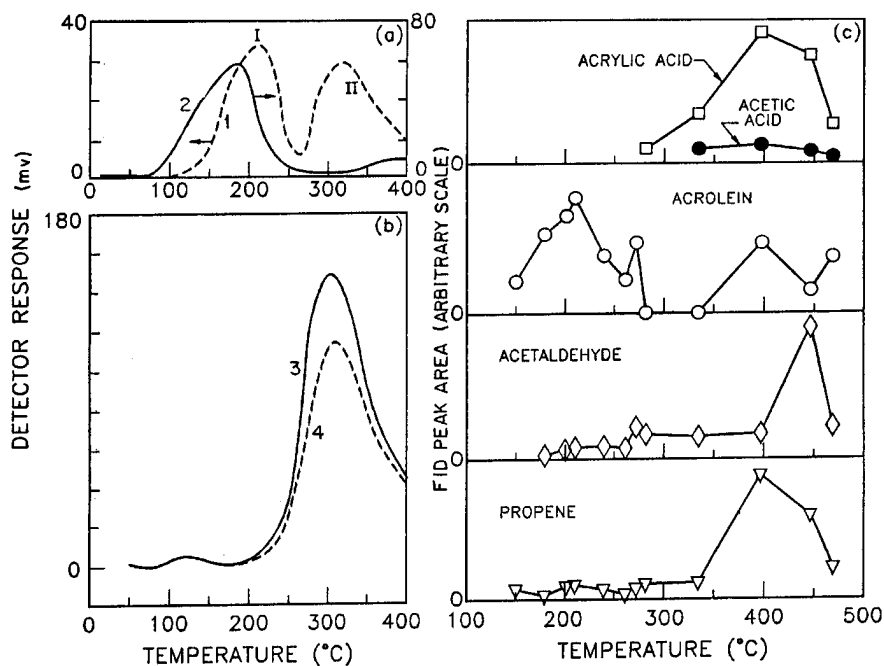 40
80
(a)
I
II
2
1
0
0
0
100
200
300
400
180
(b)
3
4
0
0
100
200
300
400
DETECTOR RESPONSE (mv)
TEMPERATURE (°C)
(c)
ACRYLIC ACID
ACETIC
ACID
0
ACROLEIN
0
ACETALDEHYDE
0
PROPENE
0
100
200
300
400
500
FID PEAK AREA (ARBITRARY SCALE)
TEMPERATURE (°C)